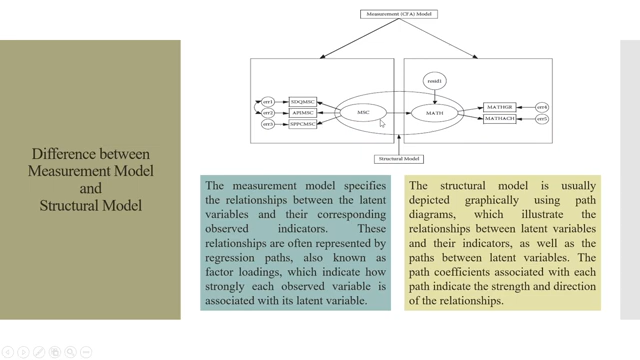 Measurement (CFA) Model
resid1
err1
SDQMSC
err2
APIMSC
err3
SPPCMSC
MSC
MATH
MATHGR
err4
MATHACH
err5
Structural Model
Difference between
Measurement Model
and
Structural Model
The measurement model specifies
the relationships between the latent
variables and their corresponding
observed indicators. These
relationships are often represented by
regression paths, also known as
factor loadings, which indicate how
strongly each observed variable is
associated with its latent variable.
The structural model is usually
depicted graphically using path
diagrams, which illustrate the
relationships between latent variables
and their indicators, as well as the
paths between latent variables. The
path coefficients associated with each
path indicate the strength and direction
of the relationships.